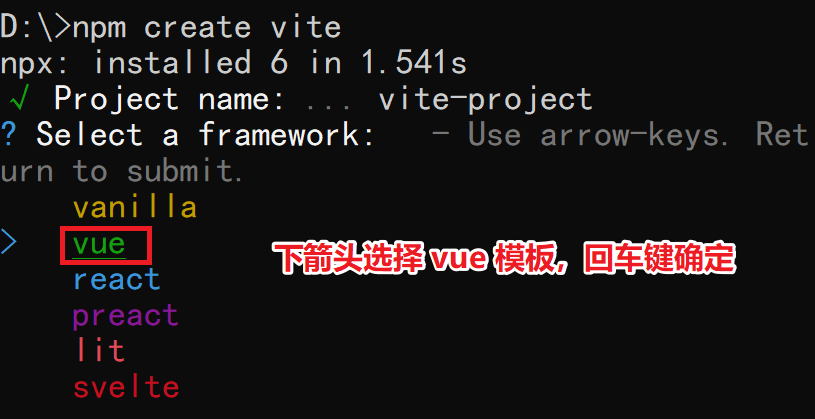 D:\>npm create vite
npx: installed 6 in 1.541s
√ Project name: ... vite-project
? Select a framework: - Use arrow-keys. Ret
urn to submit.
vanilla
> vue
下箭头选择 vue 模板，回车键确定
react
preact
lit
svelte